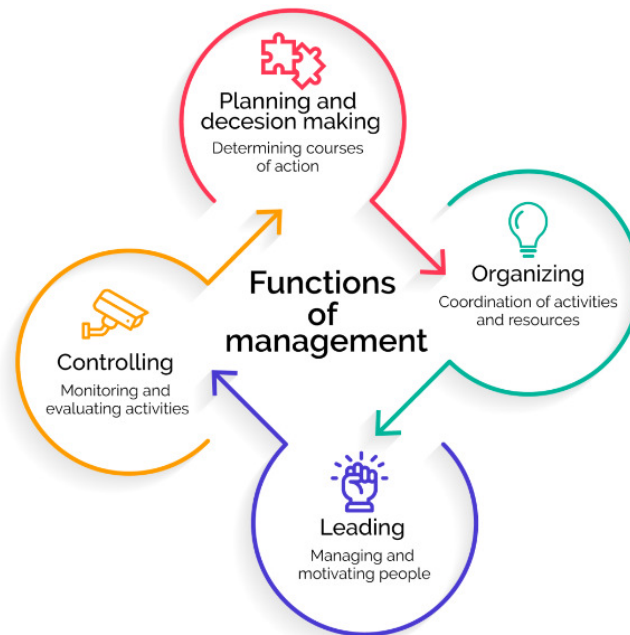 Planning and
decesion making
Determining courses
of action
Organizing
Coordination of activities
and resources
Functions
of
management
Controlling
Monitoring and
evaluating activities
Leading
Managing and
motivating people